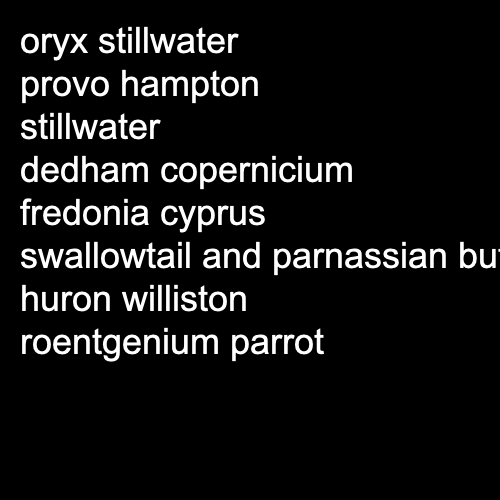 oryx stillwater
provo hampton
stillwater
dedham copernicium
fredonia cyprus
swallowtail and parnassian
huron williston
roentgenium parrot